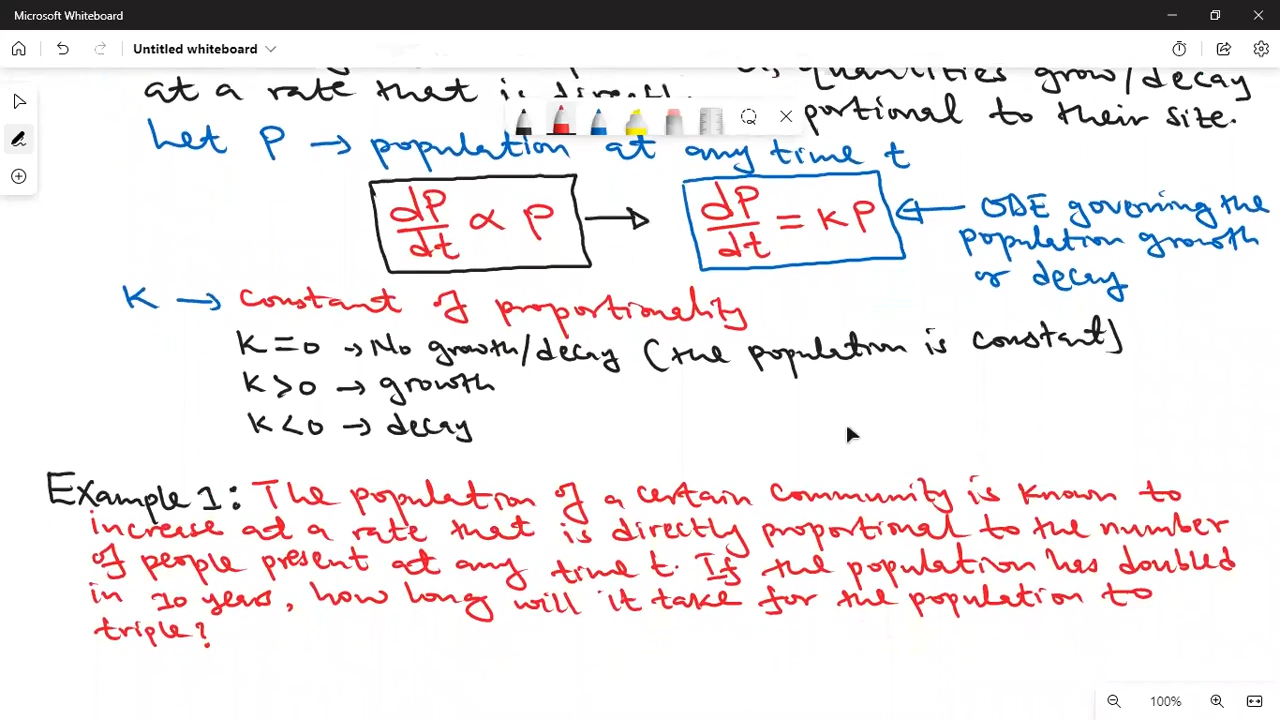 Microsoft Whiteboard
Untitled whiteboard
quantities grow/decay
at a rate that is directl
portional to their size.
Let P → population at any time t
dP/dt ∝ P → dP/dt = KP ← ODE governing the
population growth
or decay
K → Constant of proportionality
K = 0 → No growth/decay (the population is constant)
K > 0 → growth
K < 0 → decay
Example 1: The population of a certain community is known to
increase at a rate that is directly proportional to the number
of people present at any time t. If the population has doubled
in years, how long will it take for the population to
triple?
100%